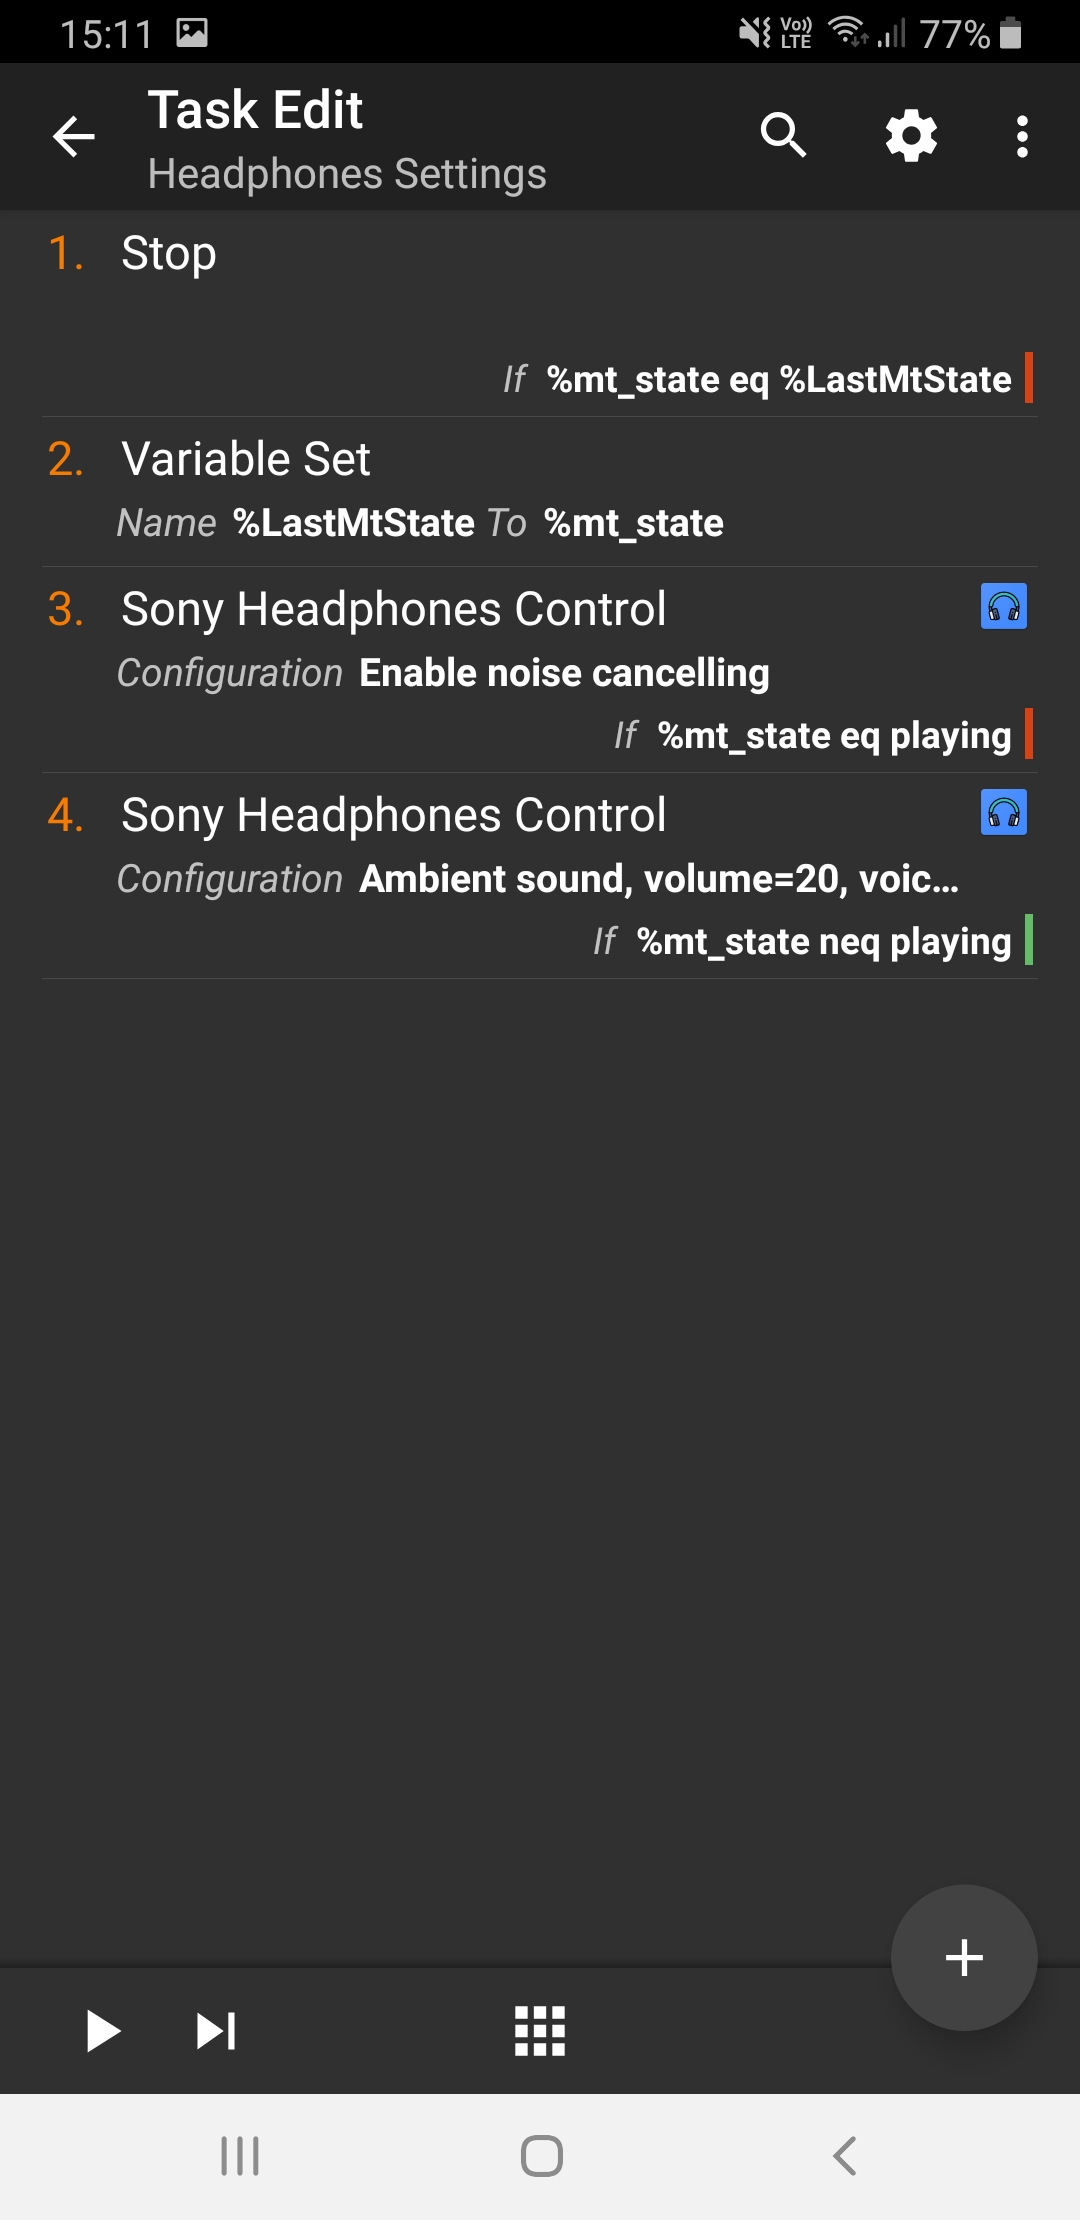 15:11 Vo)) LTE 77%
Task Edit
Headphones Settings
1. Stop
If %mt_state eq %LastMtState
2. Variable Set
Name %LastMtState To %mt_state
3. Sony Headphones Control
Configuration Enable noise cancelling
If %mt_state eq playing
4. Sony Headphones Control
Configuration Ambient sound, volume=20, voic...
If %mt_state neq playing